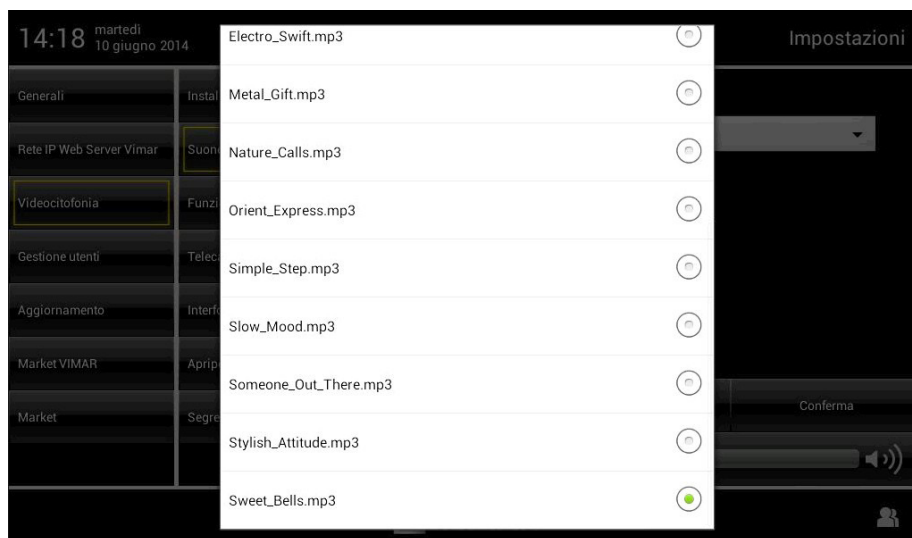 14:18
martedì
10 giugno 2014
Impostazioni
Generali
Rete IP Web Server Vimar
Videocitofonia
Gestione utenti
Aggiornamento
Market VIMAR
Market
Electro_Swift.mp3
Metal_Gift.mp3
Nature_Calls.mp3
Orient_Express.mp3
Simple_Step.mp3
Slow_Mood.mp3
Someone_Out_There.mp3
Stylish_Attitude.mp3
Sweet_Bells.mp3
Conferma